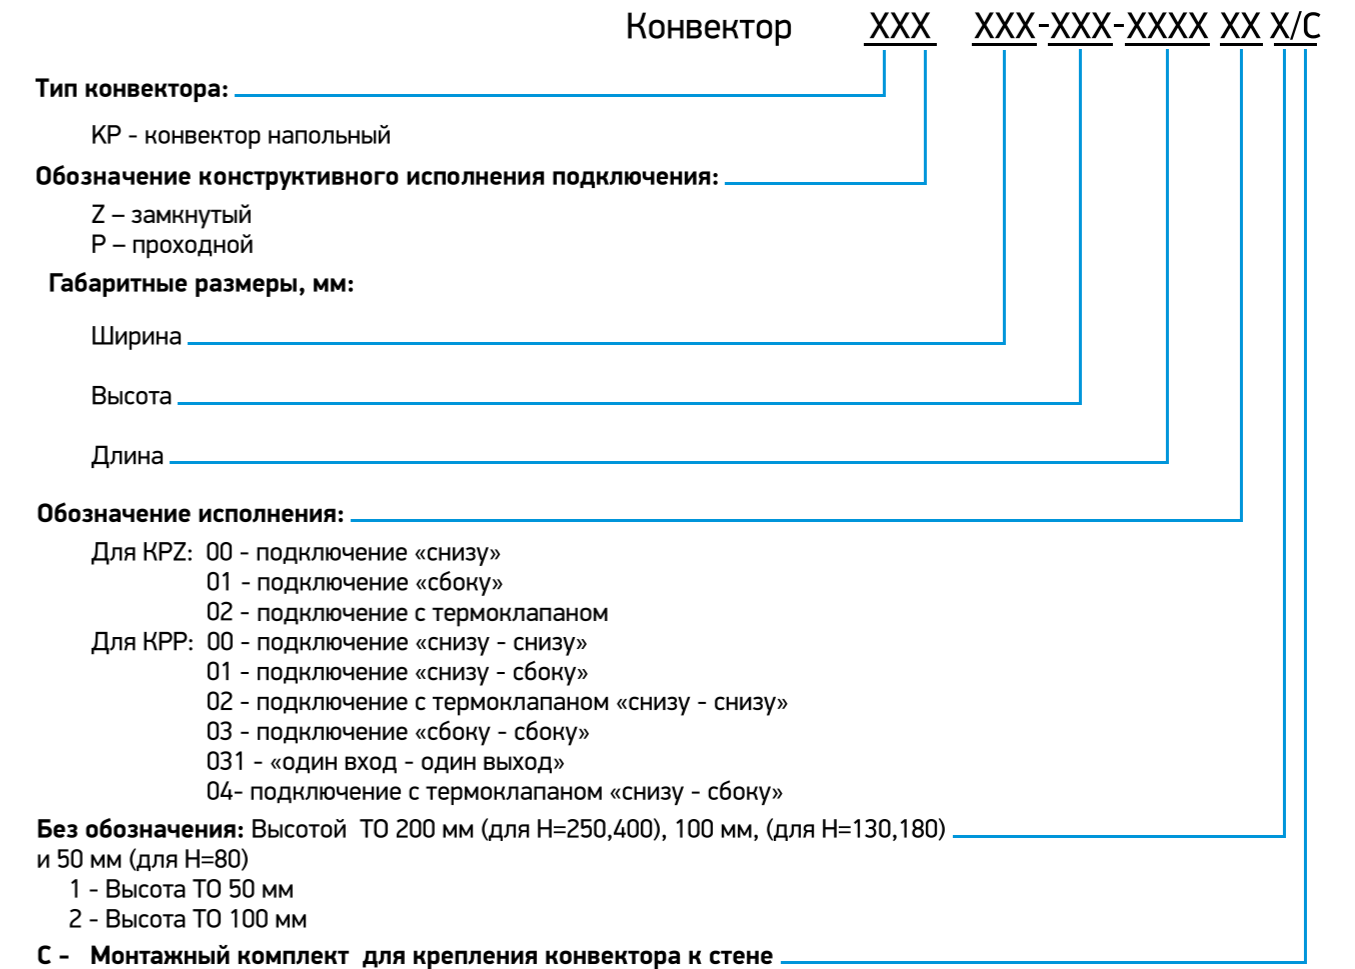 Конвектор XXX XXX-XXX-XXXX XX X/C
Тип конвектора:
KP - конвектор напольный
Обозначение конструктивного исполнения подключения:
Z – замкнутый
P – проходной
Габаритные размеры, мм:
Ширина
Высота
Длина
Обозначение исполнения:
Для KPZ: 00 - подключение «снизу»
01 - подключение «сбоку»
02 - подключение с термоклапаном
Для KPP: 00 - подключение «снизу - снизу»
01 - подключение «снизу - сбоку»
02 - подключение с термоклапаном «снизу - снизу»
03 - подключение «сбоку - сбоку»
031 - «один вход - один выход»
04- подключение с термоклапаном «снизу - сбоку»
Без обозначения: Высотой ТО 200 мм (для H=250,400), 100 мм, (для H=130,180)
и 50 мм (для H=80)
1 - Высота ТО 50 мм
2 - Высота ТО 100 мм
C - Монтажный комплект для крепления конвектора к стене